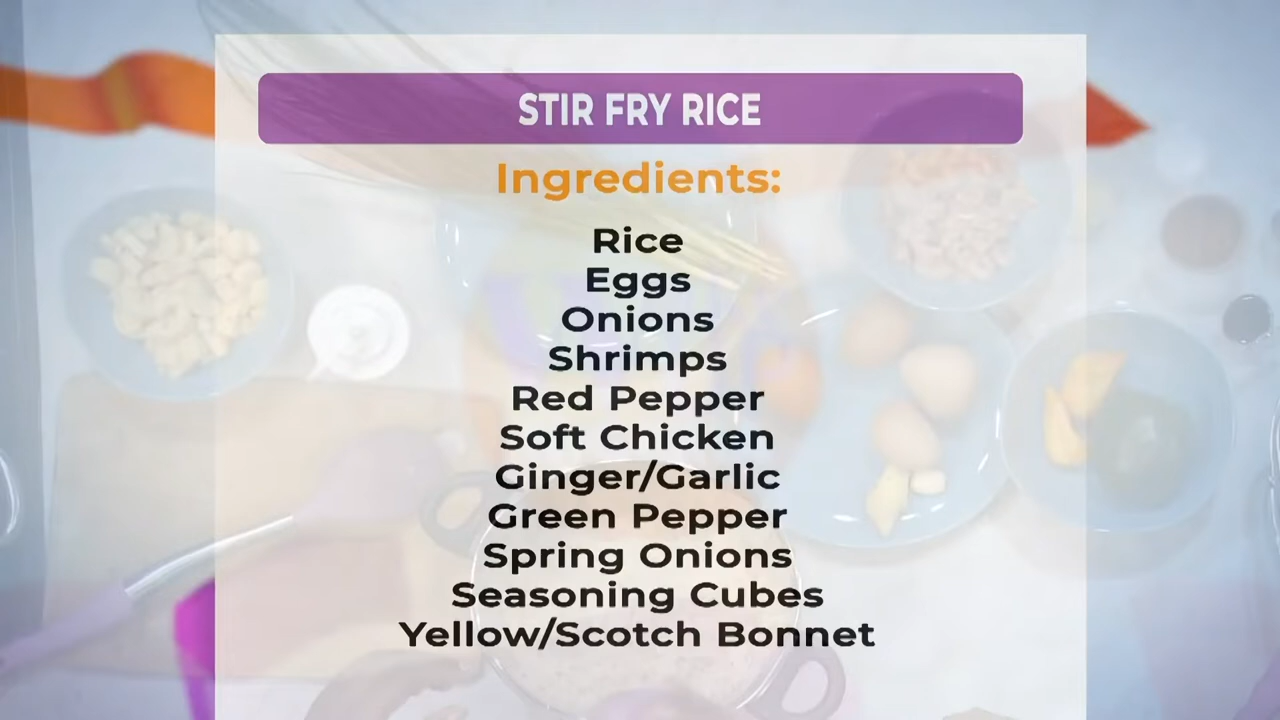 STIR FRY RICE
Ingredients:
Rice
Eggs
Onions
Shrimps
Red Pepper
Soft Chicken
Ginger/Garlic
Green Pepper
Spring Onions
Seasoning Cubes
Yellow/Scotch Bonnet